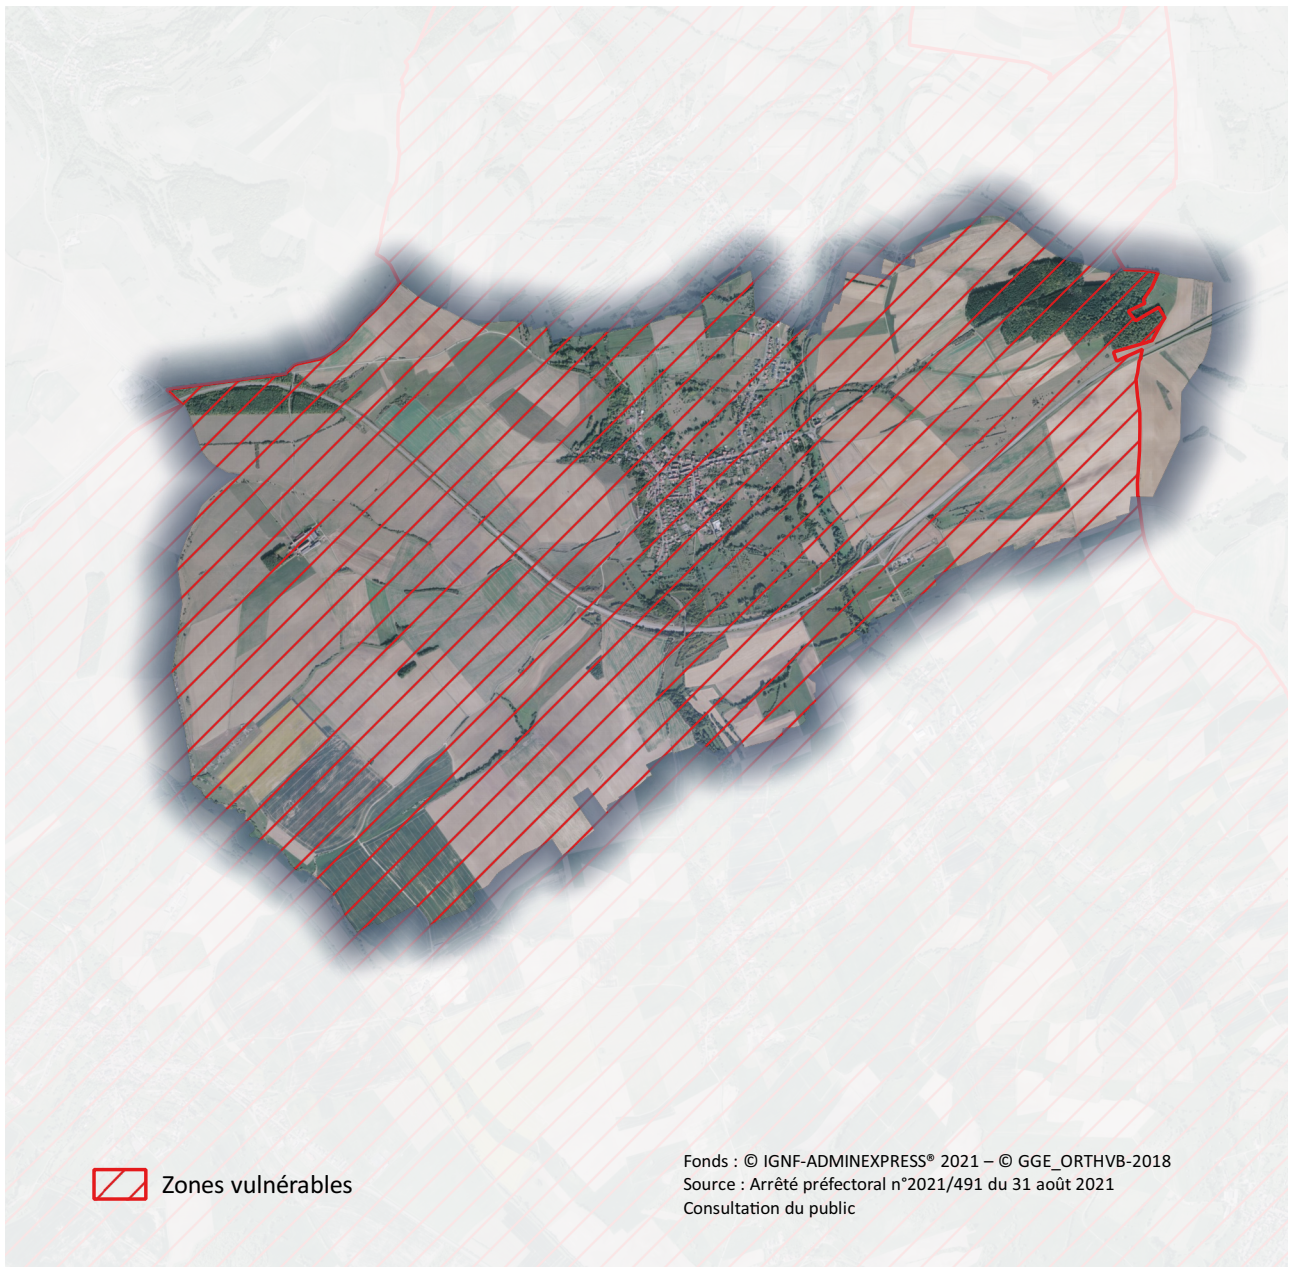 Zones vulnérables
Fonds : © IGNF-ADMINEXPRESS® 2021 – © GGE_ORTHVB-2018
Source : Arrêté préfectoral n°2021/491 du 31 août 2021
Consultation du public